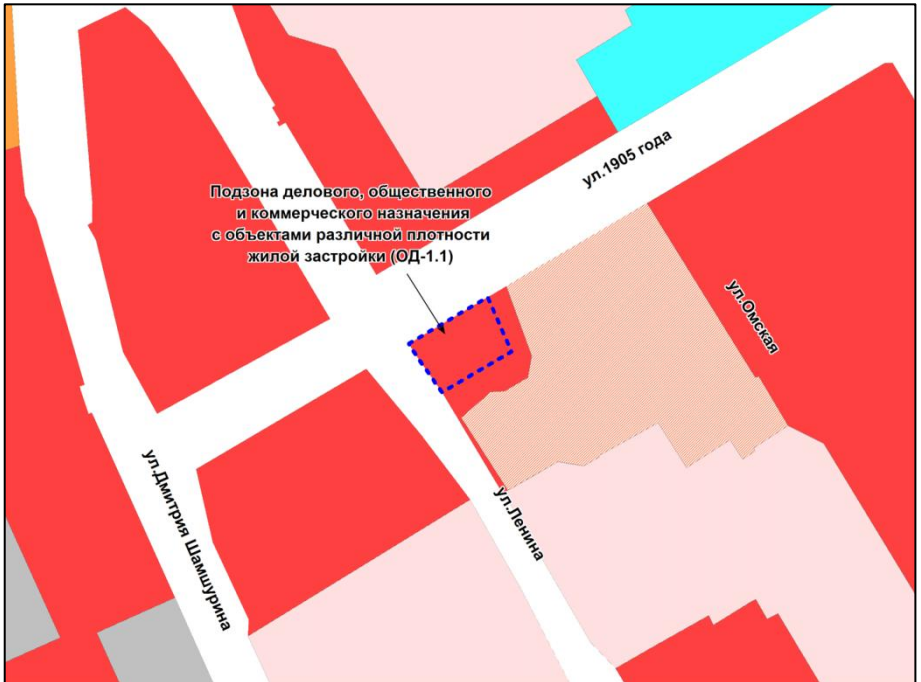 ул.1905 года
Подзона делового, общественного
и коммерческого назначения
с объектами различной плотности
жилой застройки (ОД-1.1)
ул.Омская
ул.Дмитрия Шамшурина
ул.Ленина